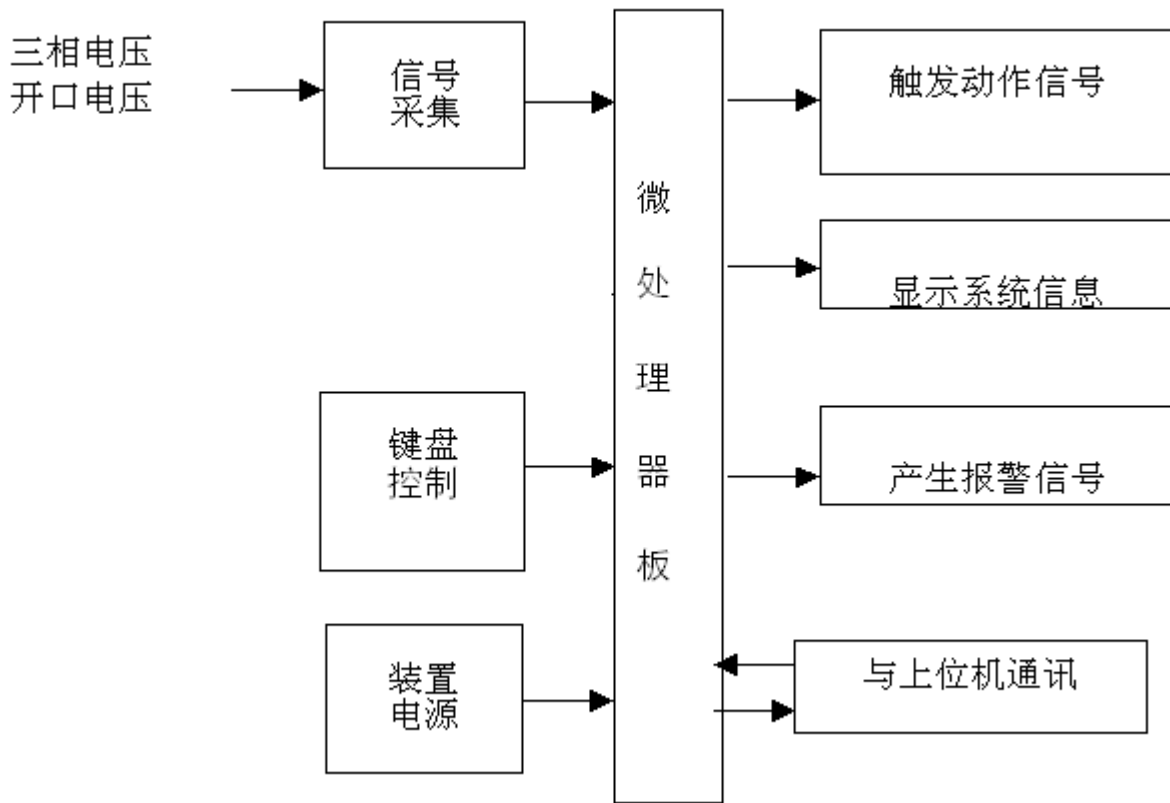 三相电压
开口电压
信号
采集
键盘
控制
装置
电源
微
处
理
器
板
触发动作信号
显示系统信息
产生报警信号
与上位机通讯